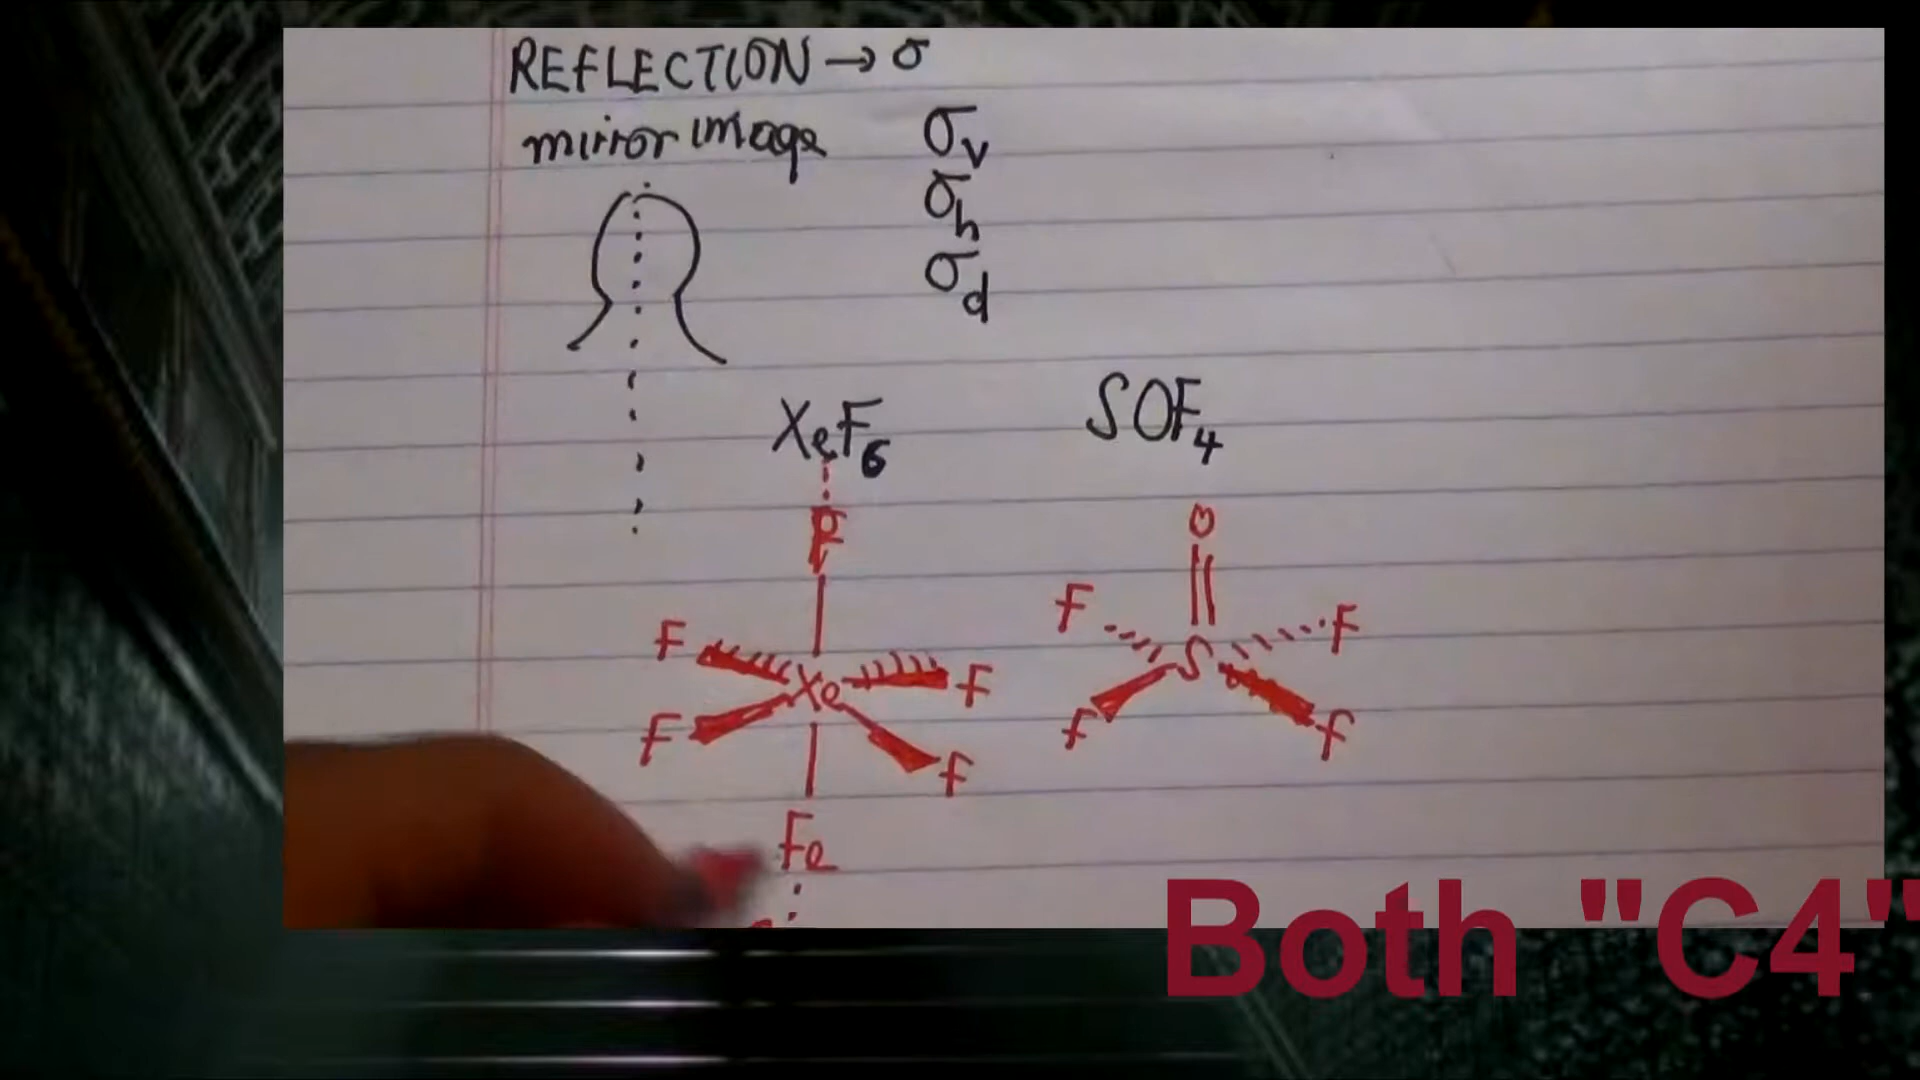 REFLECTION → σ
mirror image
σv
σh
σd
XeF6
SOF4
F
F
F
Xe
F
F
Fe
O
F
F
S
F
F
Both "C4"